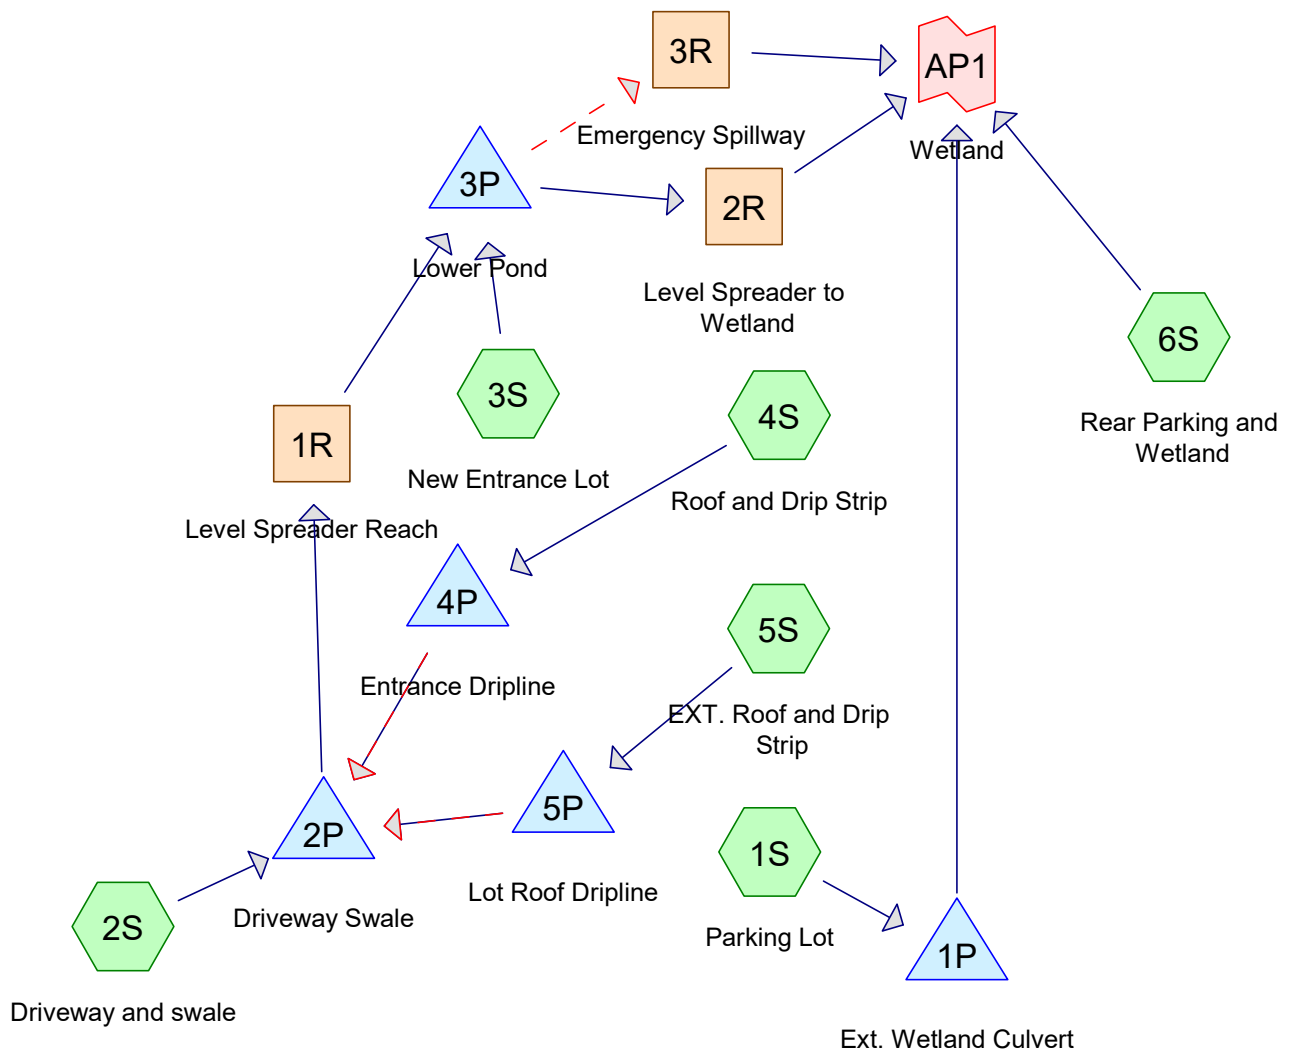 3R
Emergency Spillway
AP1
Wetland
3P
Lower Pond
2R
Level Spreader to
Wetland
6S
Rear Parking and
Wetland
3S
New Entrance Lot
4S
Roof and Drip Strip
1R
Level Spreader Reach
4P
Entrance Dripline
5S
EXT. Roof and Drip
Strip
5P
Lot Roof Dripline
2P
Driveway Swale
1S
Parking Lot
2S
Driveway and swale
1P
Ext. Wetland Culvert